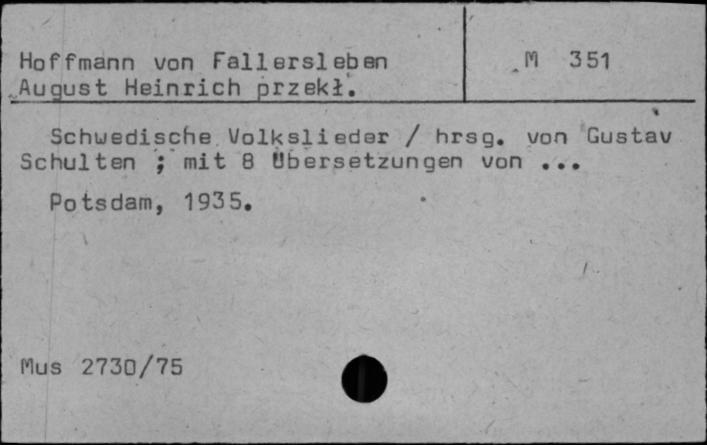 Hoffmann von Fallersleben
August Heinrich przekł.
M 351
Schwedische Volkslieder / hrsg. von Gustav
Schulten ; mit 8 Übersetzungen von ...
Potsdam, 1935.
Mus 2730/75